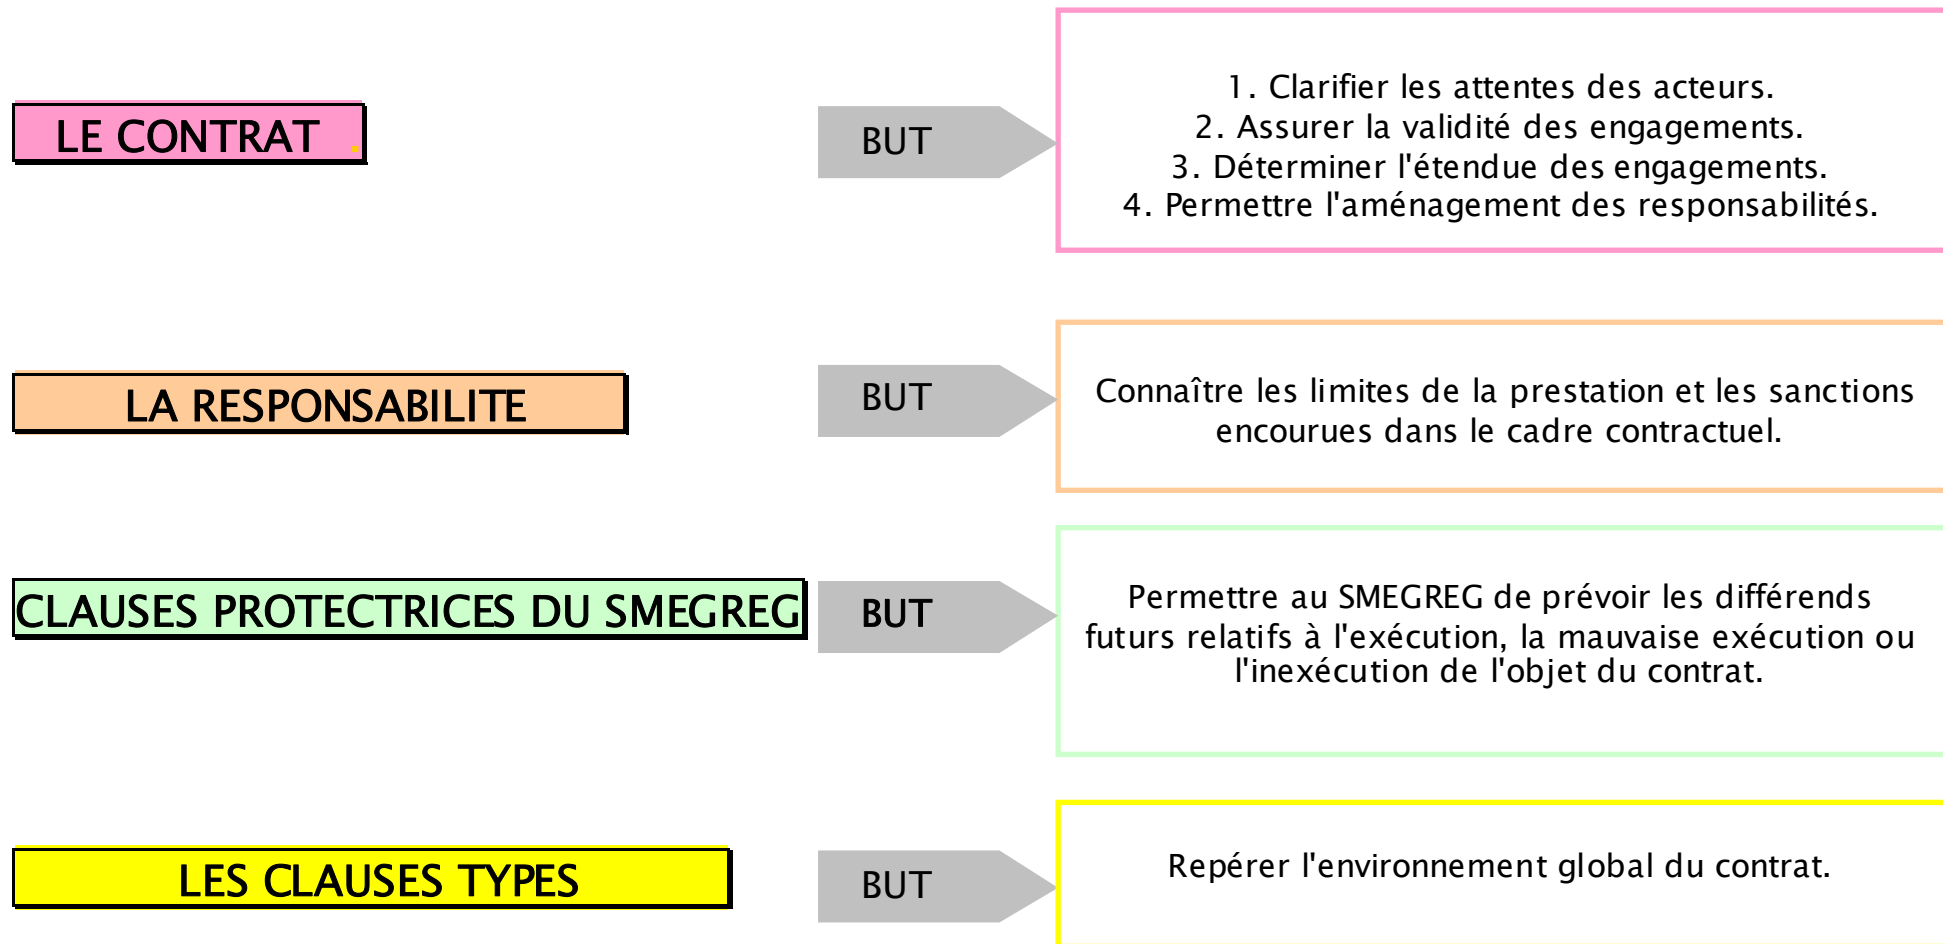 LE CONTRAT .
BUT
1. Clarifier les attentes des acteurs.
2. Assurer la validité des engagements.
3. Déterminer l'étendue des engagements.
4. Permettre l'aménagement des responsabilités.
LA RESPONSABILITE
BUT
Connaître les limites de la prestation et les sanctions
encourues dans le cadre contractuel.
CLAUSES PROTECTRICES DU SMEGREG
BUT
Permettre au SMEGREG de prévoir les différends
futurs relatifs à l'exécution, la mauvaise exécution ou
l'inexécution de l'objet du contrat.
LES CLAUSES TYPES
BUT
Repérer l'environnement global du contrat.